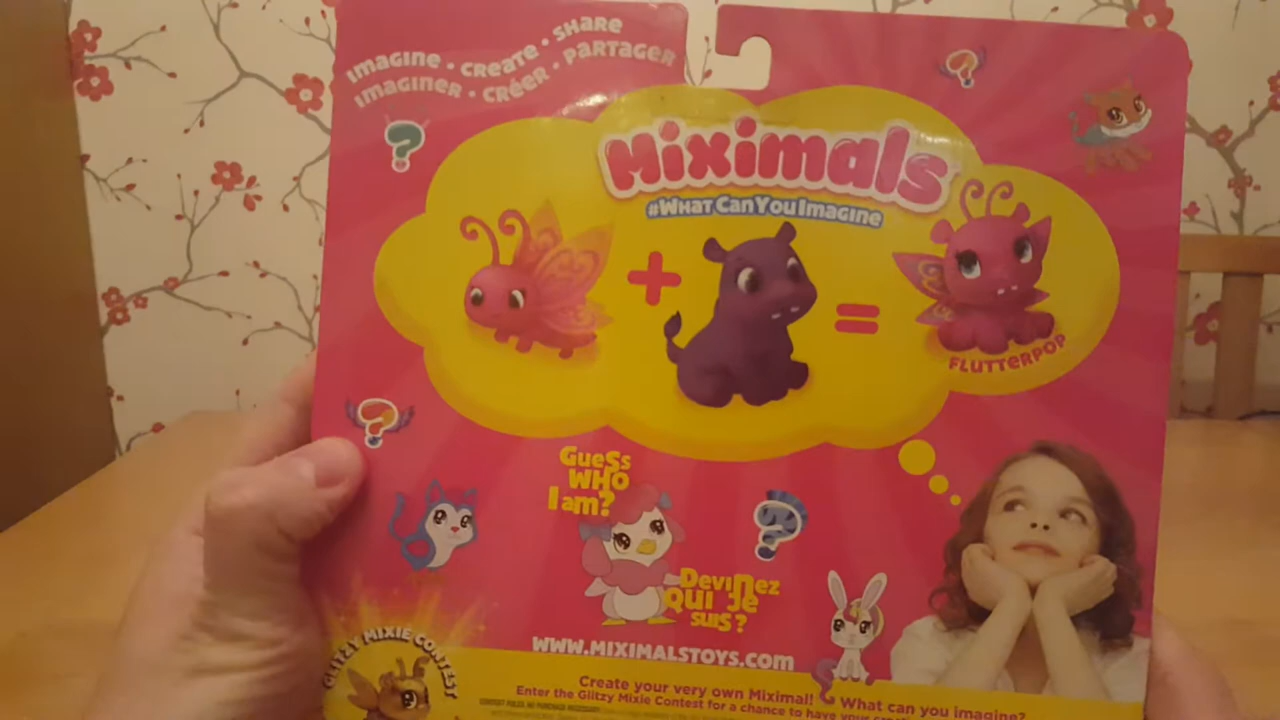 Imagine • Create • Share
Imaginer • Créer • Partager
?
Miximals
#WhatCanYouImagine
?
+
=
FLUTTERPOP
?
Guess
WHO
I am?
?
Devinez
QUI Je
SUIS?
WWW.MIXIMALSTOYS.COM
GLITZY MIXIE CONTEST
Create your very own Miximal! What can you imagine?
Enter the Glitzy Mixie Contest for a chance to have your